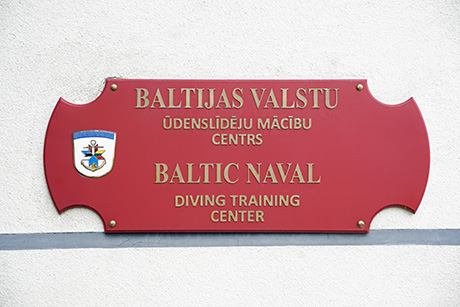 BALTIJAS VALSTU
ŪDENSLĪDĒJU MĀCĪBU
CENTRS
BALTIC NAVAL
DIVING TRAINING
CENTER